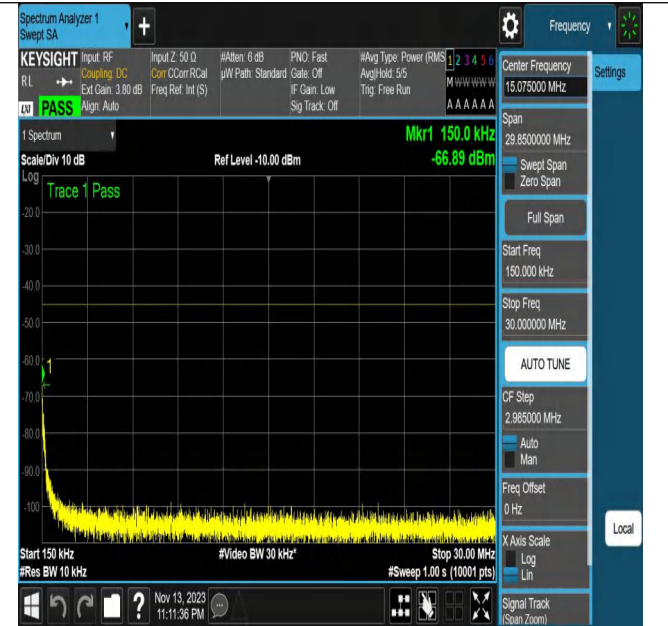 Spectrum Analyzer 1
Swept SA
+
Frequency
KEYSIGHT
RL
LXI
PASS
Input: RF
Coupling: DC
Ext Gain: 3.80 dB
Align: Auto
Input Z: 50 Ω
Corr CCorr RCal
Freq Ref: Int (S)
#Atten: 6 dB
µW Path: Standard
PNO: Fast
Gate: Off
IF Gain: Low
Sig Track: Off
#Avg Type: Power (RMS
Avg|Hold: 5/5
Trig: Free Run
1 2 3 4 5 6
M W W W W W
A A A A A A
1 Spectrum
Scale/Div 10 dB
Ref Level -10.00 dBm
Mkr1 150.0 kHz
-66.89 dBm
Log
Trace 1 Pass
-20.0
-30.0
-40.0
-50.0
-60.0
1
-70.0
-80.0
-90.0
-100
Start 150 kHz
#Video BW 30 kHz*
Stop 30.00 MHz
#Res BW 10 kHz
#Sweep 1.00 s (10001 pts)
?
Nov 13, 2023
11:11:36 PM
Center Frequency
15.075000 MHz
Settings
Span
29.8500000 MHz
Swept Span
Zero Span
Full Span
Start Freq
150.000 kHz
Stop Freq
30.000000 MHz
AUTO TUNE
CF Step
2.985000 MHz
Auto
Man
Freq Offset
0 Hz
X Axis Scale
Log
Lin
Local
Signal Track
(Span Zoom)